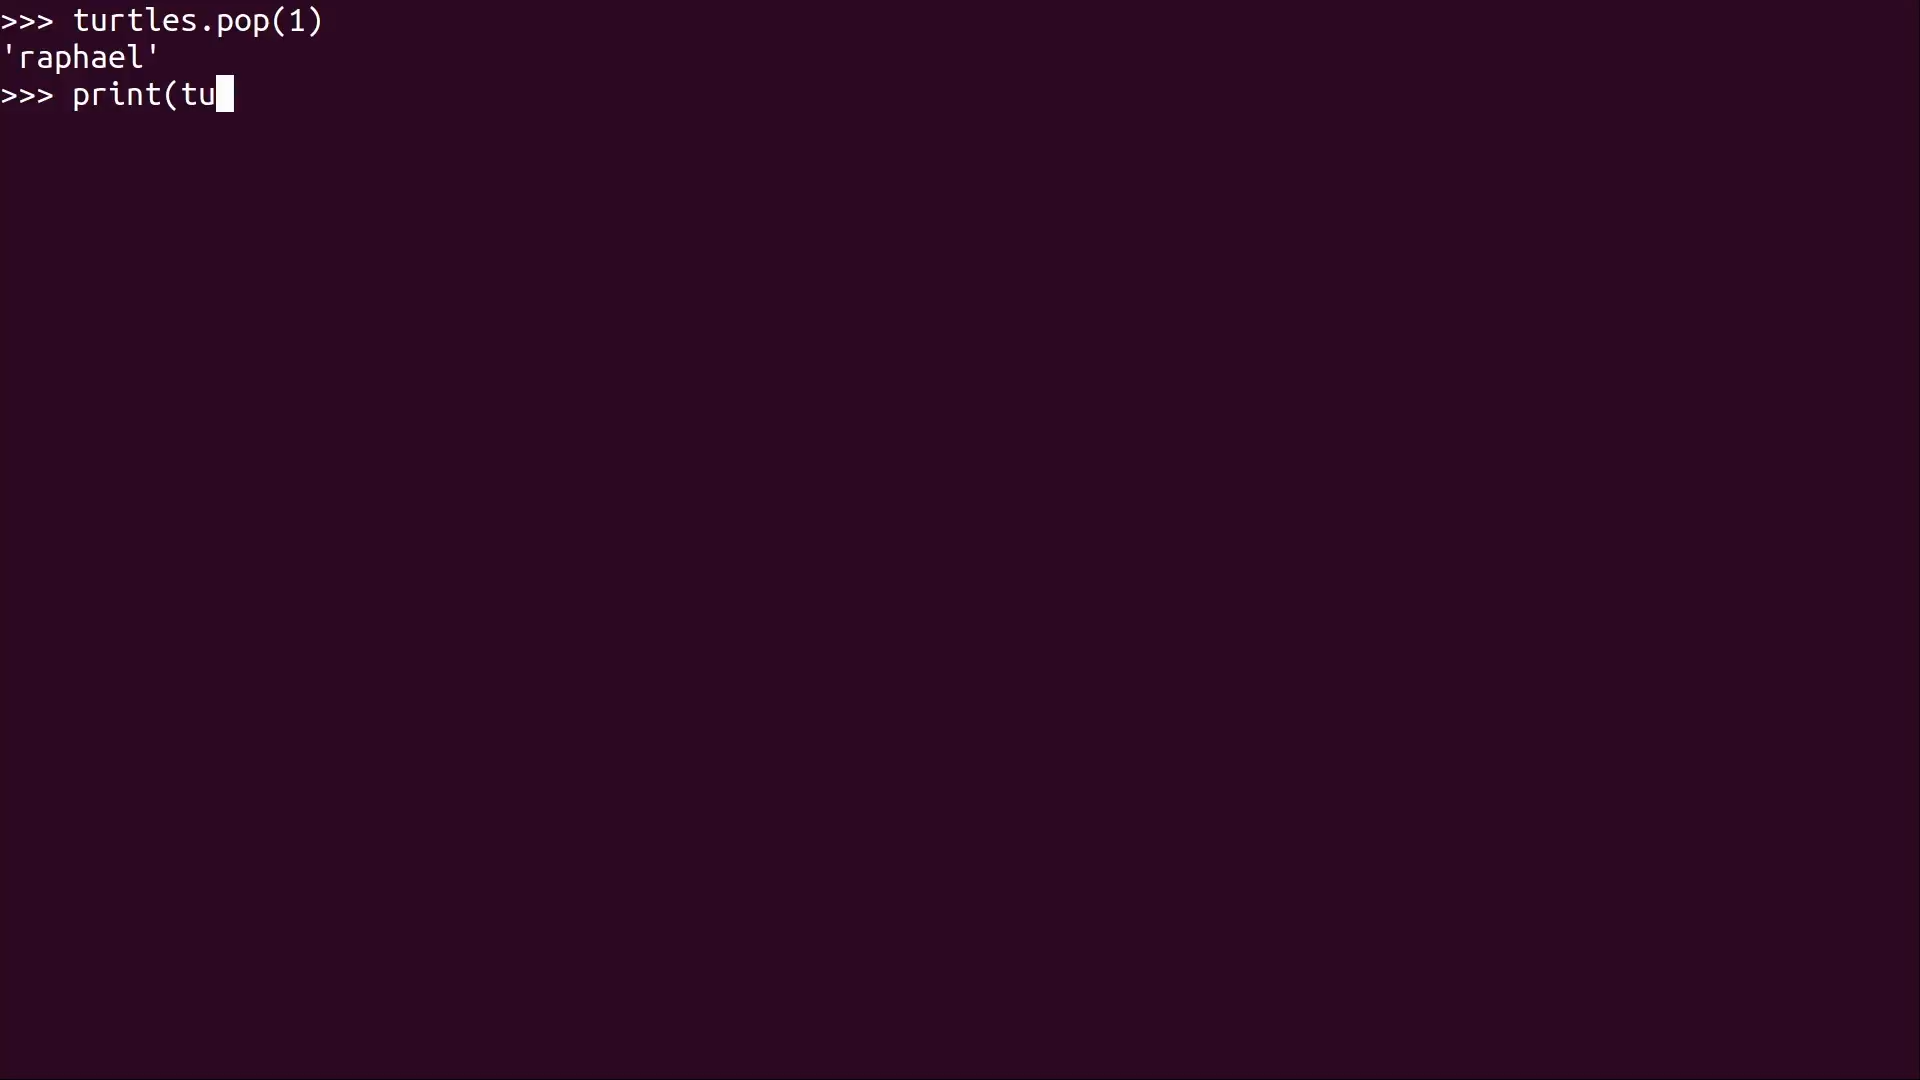 >>> turtles.pop(1)
'raphael'
>>> print(tu